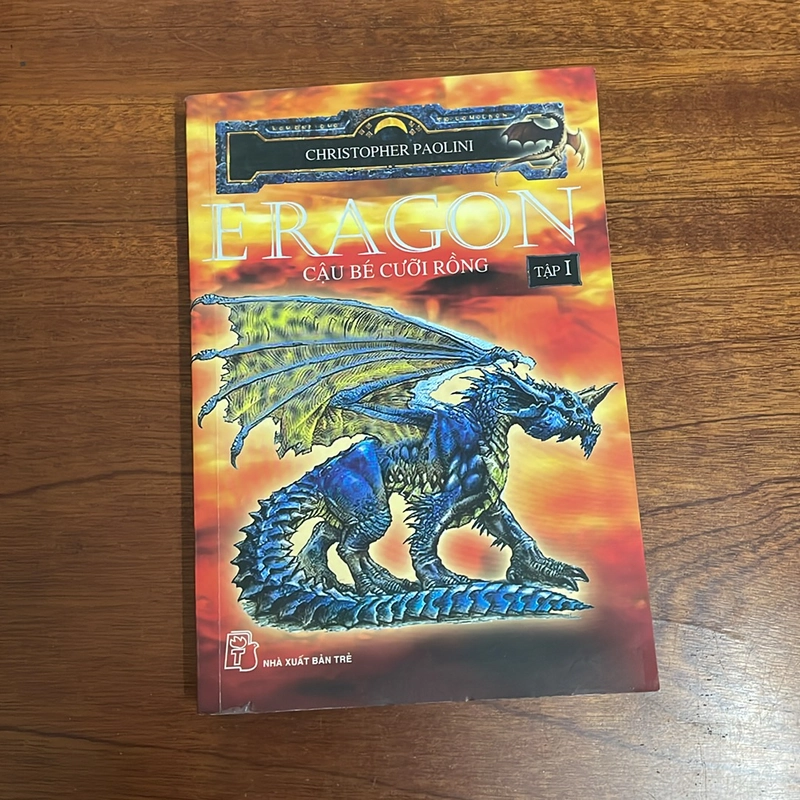 CHRISTOPHER PAOLINI
ERAGON
CẬU BÉ CƯỠI RỒNG
TẬP I
T
NHÀ XUẤT BẢN TRẺ